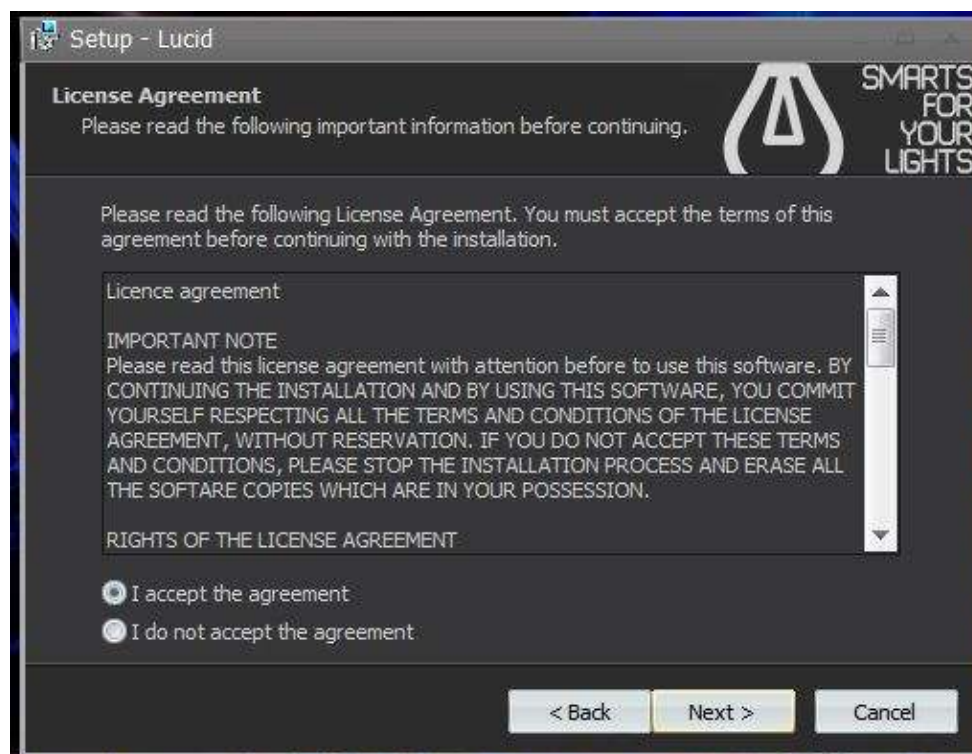 Setup - Lucid
License Agreement
Please read the following important information before continuing.
SMARTS
FOR
YOUR
LIGHTS
Please read the following License Agreement. You must accept the terms of this
agreement before continuing with the installation.
Licence agreement
IMPORTANT NOTE
Please read this license agreement with attention before to use this software. BY
CONTINUING THE INSTALLATION AND BY USING THIS SOFTWARE, YOU COMMIT
YOURSELF RESPECTING ALL THE TERMS AND CONDITIONS OF THE LICENSE
AGREEMENT, WITHOUT RESERVATION. IF YOU DO NOT ACCEPT THESE TERMS
AND CONDITIONS, PLEASE STOP THE INSTALLATION PROCESS AND ERASE ALL
THE SOFTARE COPIES WHICH ARE IN YOUR POSSESSION.
RIGHTS OF THE LICENSE AGREEMENT
I accept the agreement
I do not accept the agreement
< Back
Next >
Cancel